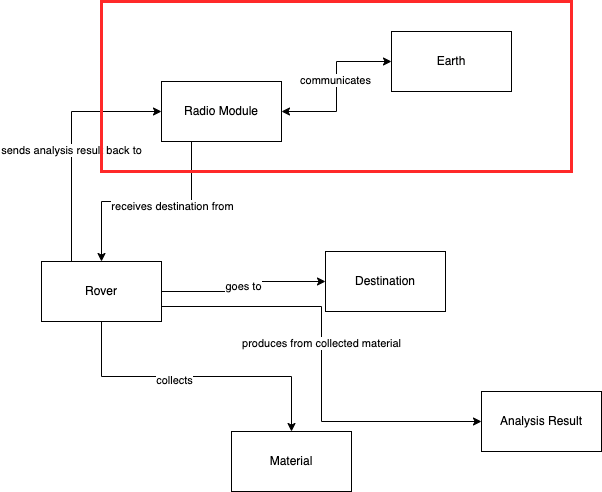 Earth
communicates
Radio Module
sends analysis result back to
receives destination from
Rover
goes to
Destination
produces from collected material
collects
Analysis Result
Material